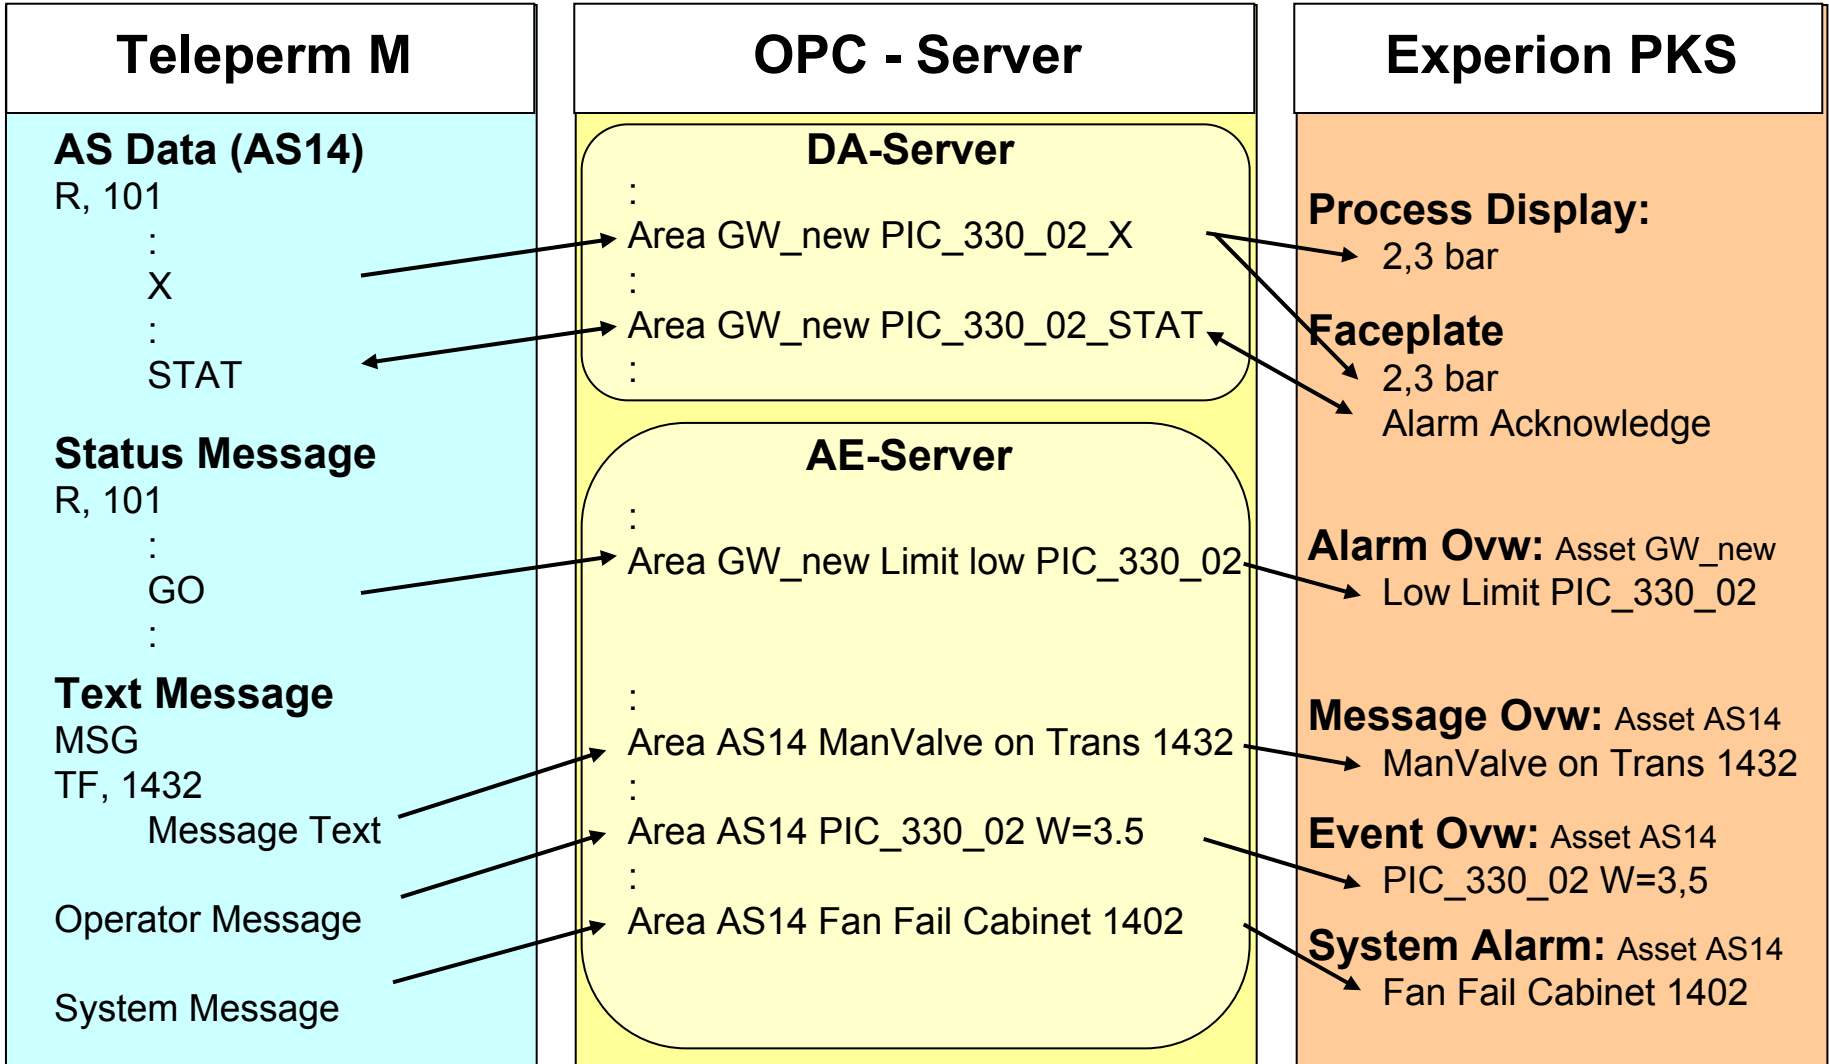 Teleperm M
AS Data (AS14)
R, 101
:
X
:
STAT
Status Message
R, 101
:
GO
:
Text Message
MSG
TF, 1432
Message Text
Operator Message
System Message
OPC - Server
DA-Server
:
Area GW_new PIC_330_02_X
:
Area GW_new PIC_330_02_STAT
:
AE-Server
:
Area GW_new Limit low PIC_330_02
:
Area AS14 ManValve on Trans 1432
:
Area AS14 PIC_330_02 W=3.5
:
Area AS14 Fan Fail Cabinet 1402
Experion PKS
Process Display:
2,3 bar
Faceplate
2,3 bar
Alarm Acknowledge
Alarm Ovw: Asset GW_new
Low Limit PIC_330_02
Message Ovw: Asset AS14
ManValve on Trans 1432
Event Ovw: Asset AS14
PIC_330_02 W=3,5
System Alarm: Asset AS14
Fan Fail Cabinet 1402